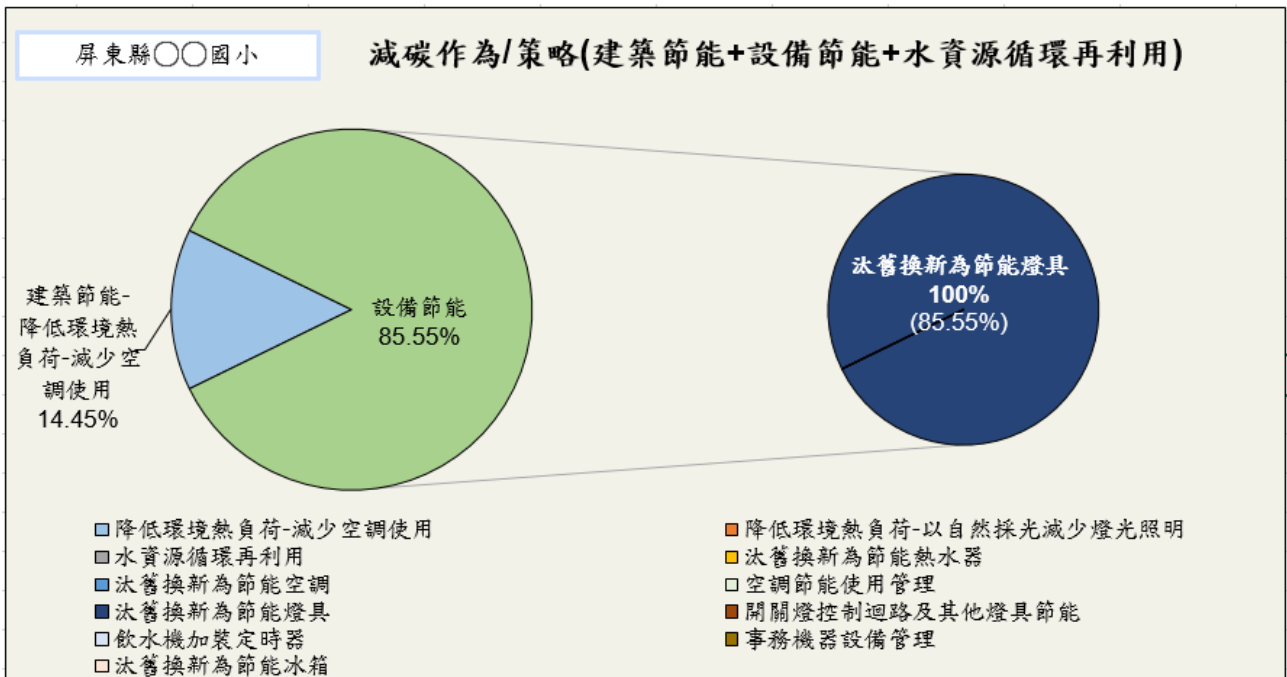 屏東縣○○國小
減碳作為/策略(建築節能+設備節能+水資源循環再利用)
建築節能-
降低環境熱
負荷-減少空
調使用
14.45%
設備節能
85.55%
汰舊換新為節能燈具
100%
(85.55%)
降低環境熱負荷-減少空調使用
降低環境熱負荷-以自然採光減少燈光照明
水資源循環再利用
汰舊換新為節能熱水器
汰舊換新為節能空調
空調節能使用管理
汰舊換新為節能燈具
開關燈控制迴路及其他燈具節能
飲水機加裝定時器
事務機器設備管理
汰舊換新為節能冰箱